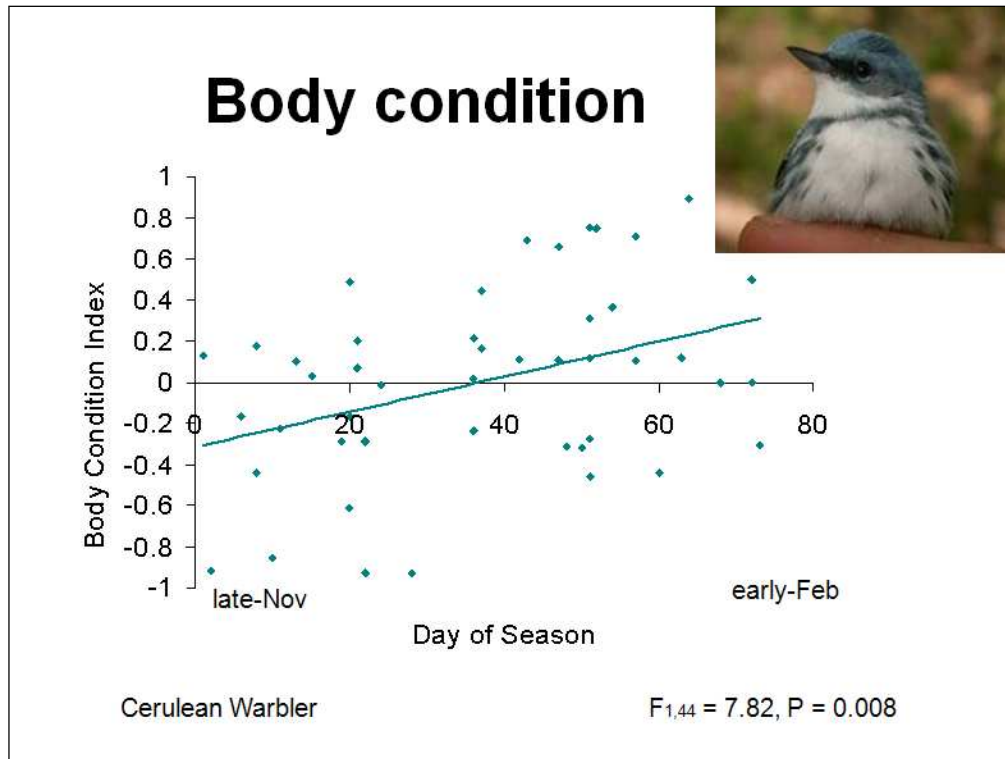 Body condition
1
0.8
0.6
0.4
0.2
0
-0.2
-0.4
-0.6
-0.8
-1
0 20 40 60 80
Body Condition Index
late-Nov early-Feb
Day of Season
Cerulean Warbler F1,44 = 7.82, P = 0.008